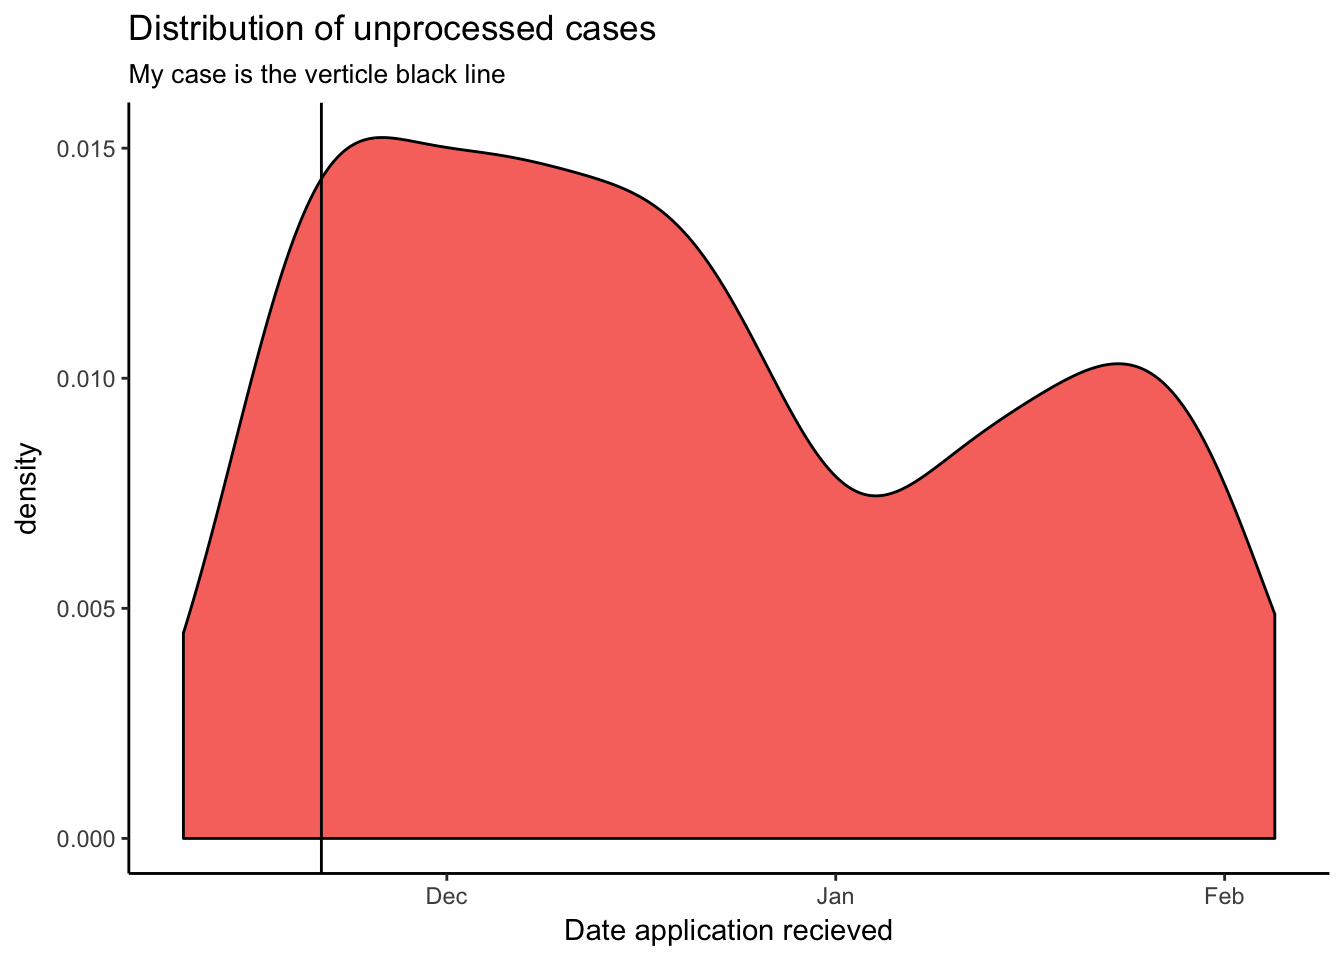 Distribution of unprocessed cases
My case is the verticle black line
0.015
0.010
0.005
0.000
density
Dec
Jan
Feb
Date application recieved